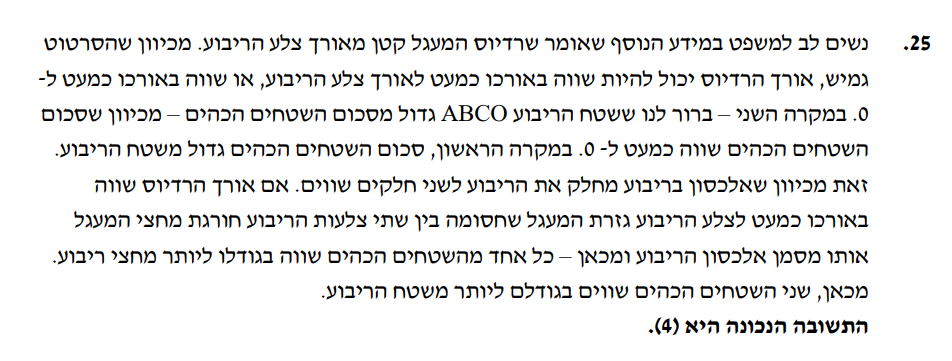 25. נשים לב למשפט במידע הנוסף שאומר שרדיוס המעגל קטן מאורך צלע הריבוע. מכיוון שהסרטוט
גמיש, אורך הרדיוס יכול להיות שווה באורכו כמעט לאורך צלע הריבוע, או שווה באורכו כמעט ל-
0. במקרה השני – ברור לנו ששטח הריבוע ABCO גדול מסכום השטחים הכהים – מכיוון שסכום
השטחים הכהים שווה כמעט ל- 0. במקרה הראשון, סכום השטחים הכהים גדול משטח הריבוע.
זאת מכיוון שאלכסון בריבוע מחלק את הריבוע לשני חלקים שווים. אם אורך הרדיוס שווה
באורכו כמעט לצלע הריבוע גזרת המעגל שחסומה בין שתי צלעות הריבוע חורגת מחצי המעגל
אותו מסמן אלכסון הריבוע ומכאן – כל אחד מהשטחים הכהים שווה בגודלו ליותר מחצי ריבוע.
מכאן, שני השטחים הכהים שווים בגודלם ליותר משטח הריבוע.
התשובה הנכונה היא (4).